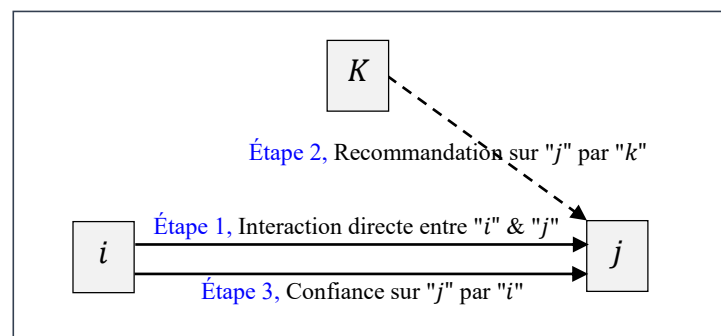 K
Étape 2, Recommandation sur "j" par "k"
Étape 1, Interaction directe entre "i" & "j"
i
j
Étape 3, Confiance sur "j" par "i"